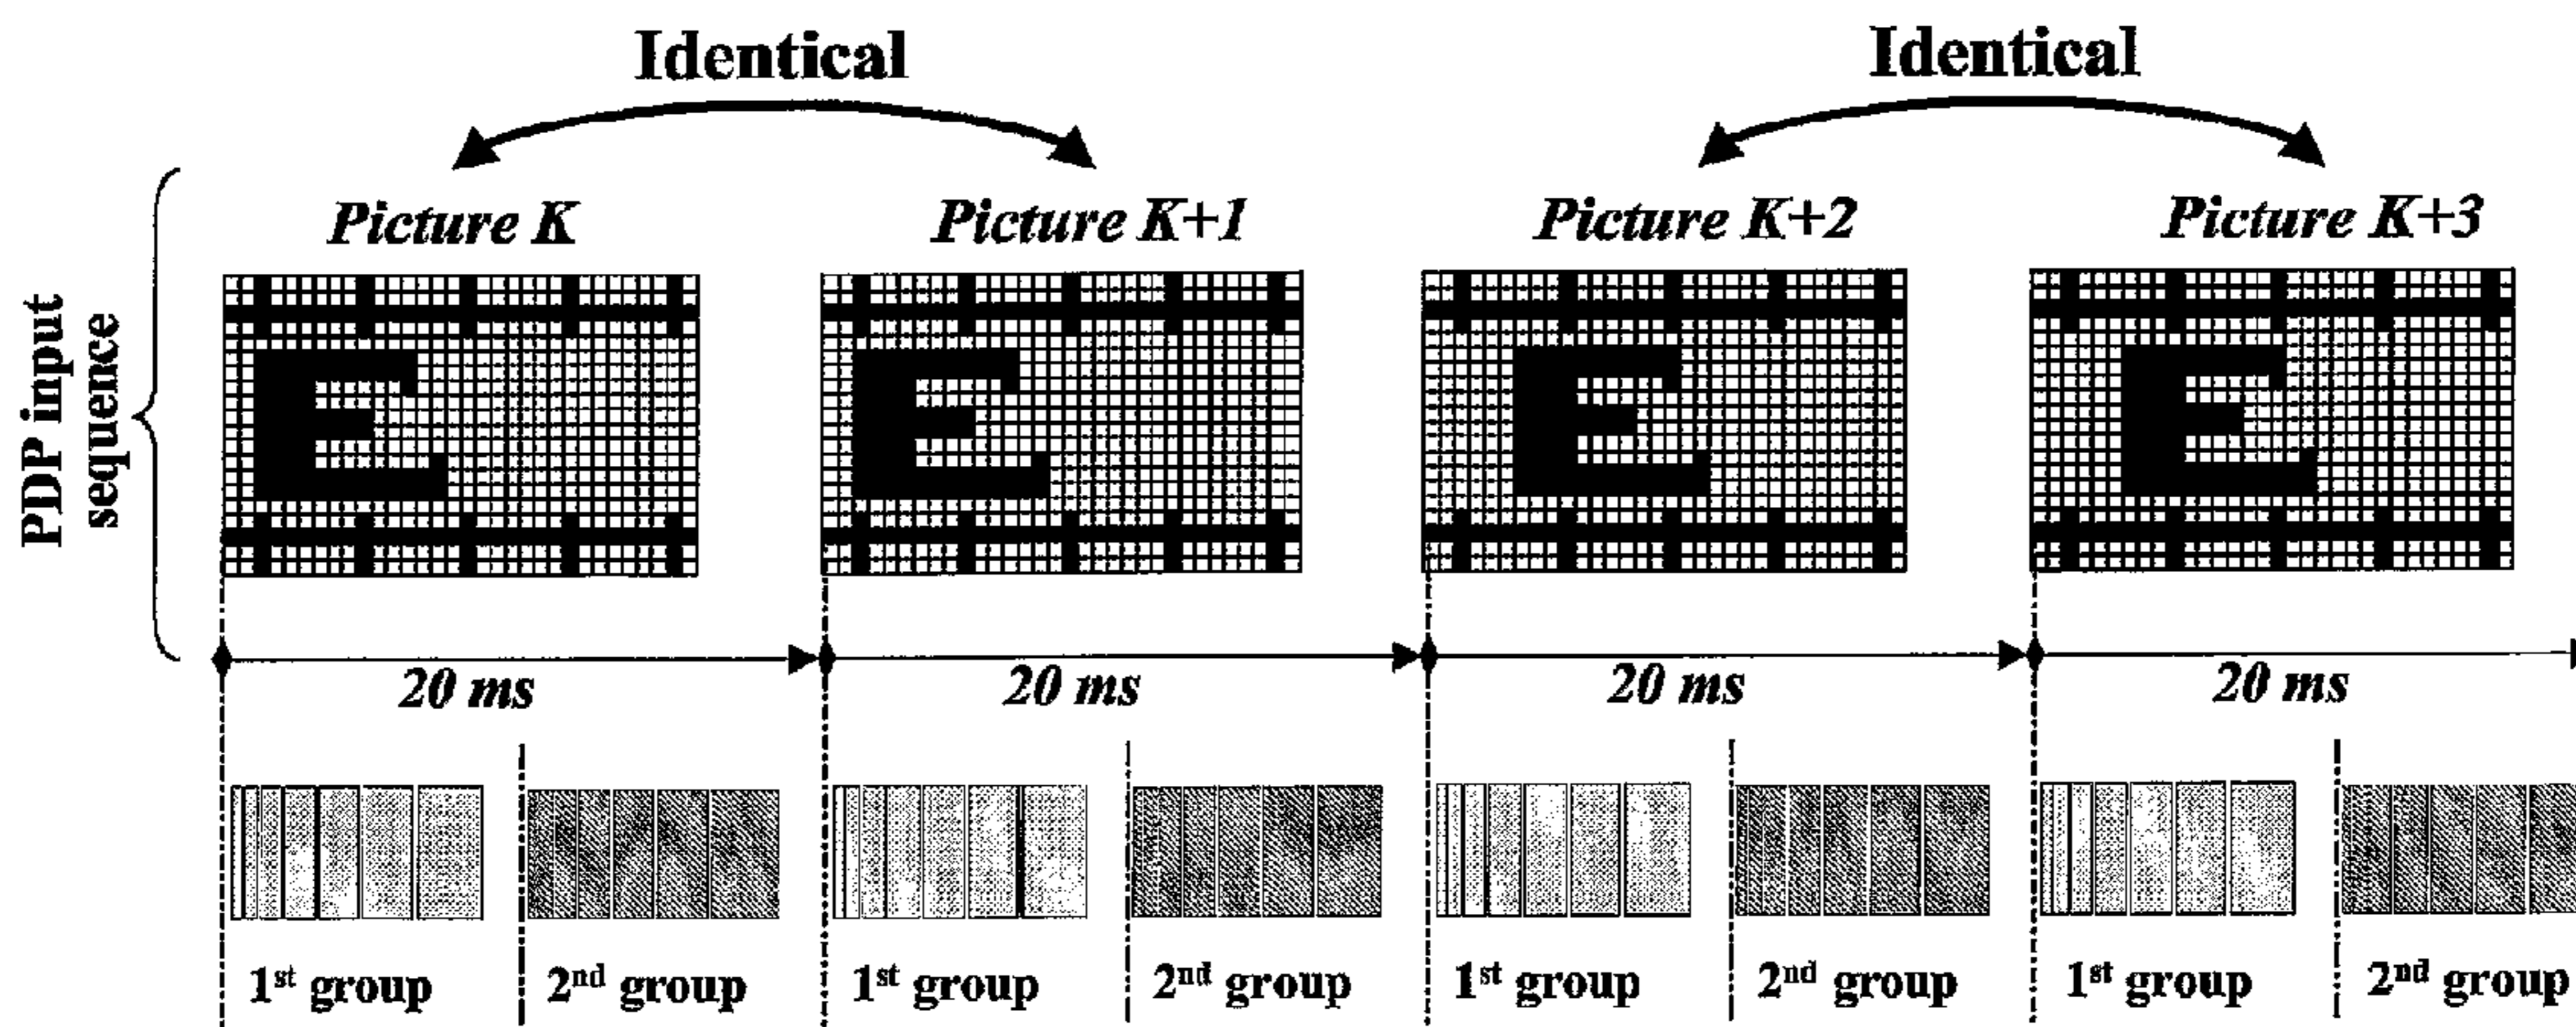 Identical Identical
Picture K Picture K+1 Picture K+2 Picture K+3
PDP input
sequence
20 ms 20 ms 20 ms 20 ms
1st group 2nd group 1st group 2nd group 1st group 2nd group 1st group 2nd group